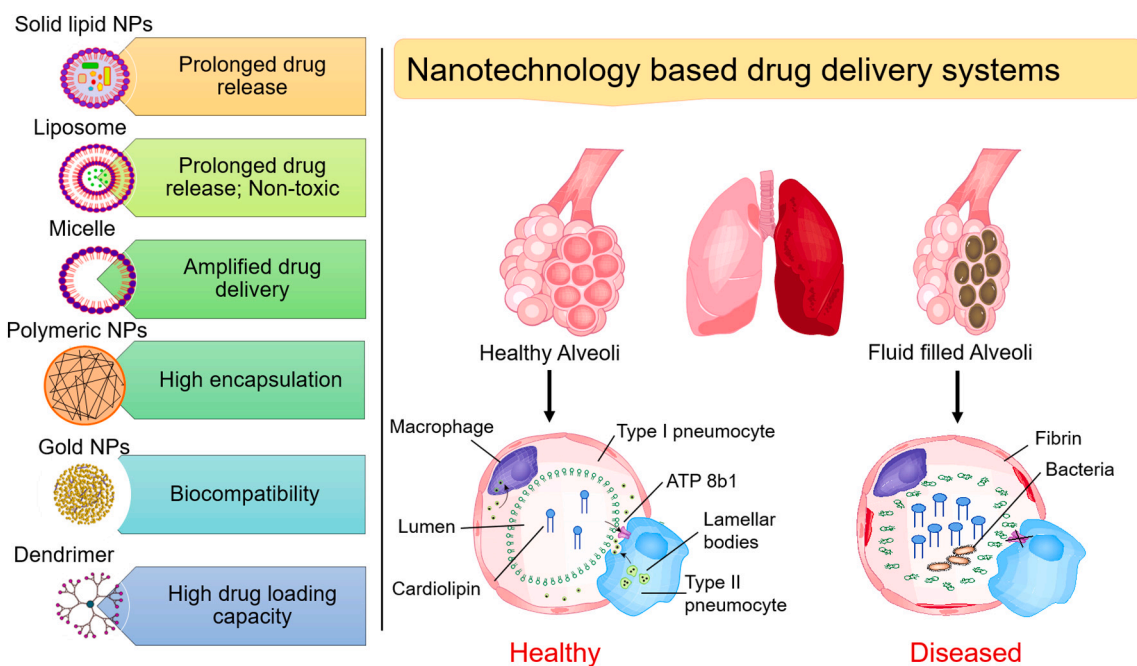 Solid lipid NPs
Prolonged drug
release
Liposome
Prolonged drug
release; Non-toxic
Micelle
Amplified drug
delivery
Polymeric NPs
High encapsulation
Gold NPs
Biocompatibility
Dendrimer
High drug loading
capacity
Nanotechnology based drug delivery systems
Healthy Alveoli
Fluid filled Alveoli
Macrophage
Type I pneumocyte
ATP 8b1
Lumen
Lamellar
bodies
Cardiolipin
Type II
pneumocyte
Healthy
Fibrin
Bacteria
Diseased